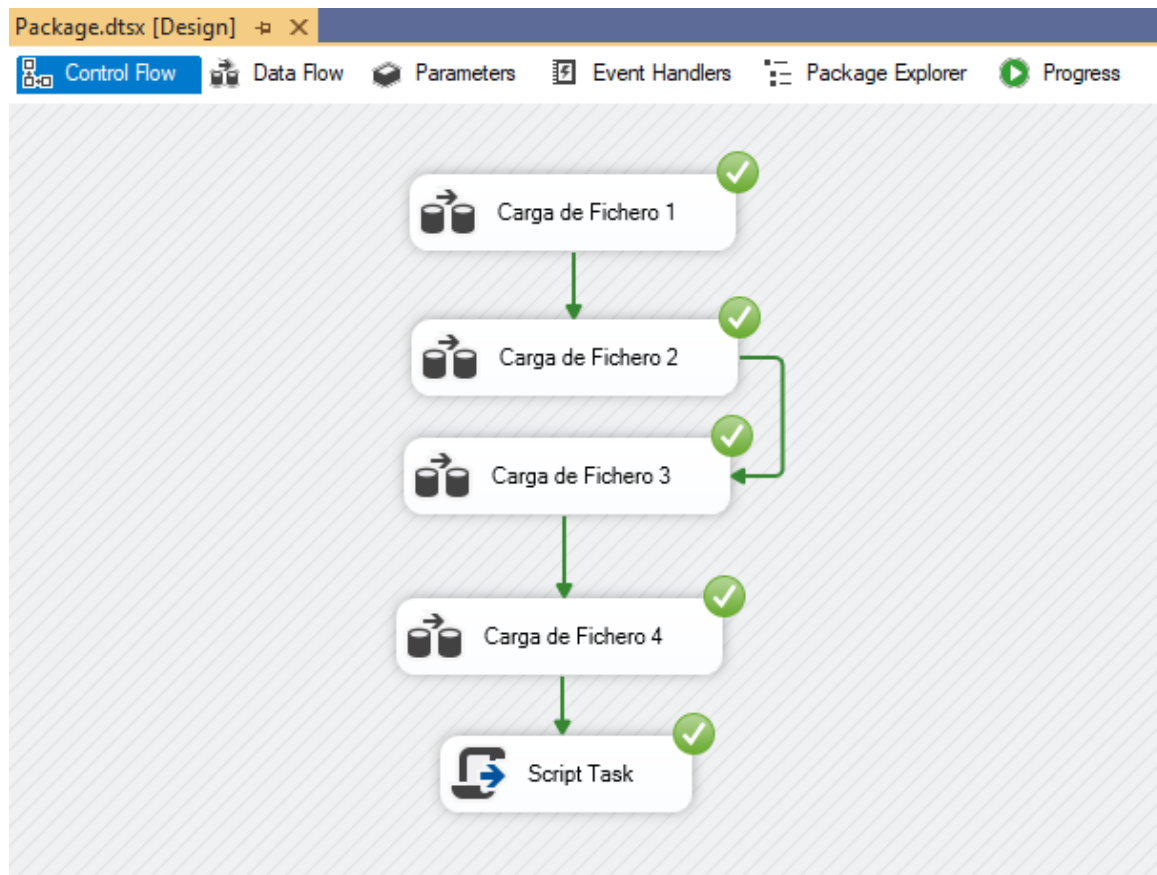 Package.dtsx [Design]
Control Flow Data Flow Parameters Event Handlers Package Explorer Progress
Carga de Fichero 1
Carga de Fichero 2
Carga de Fichero 3
Carga de Fichero 4
Script Task